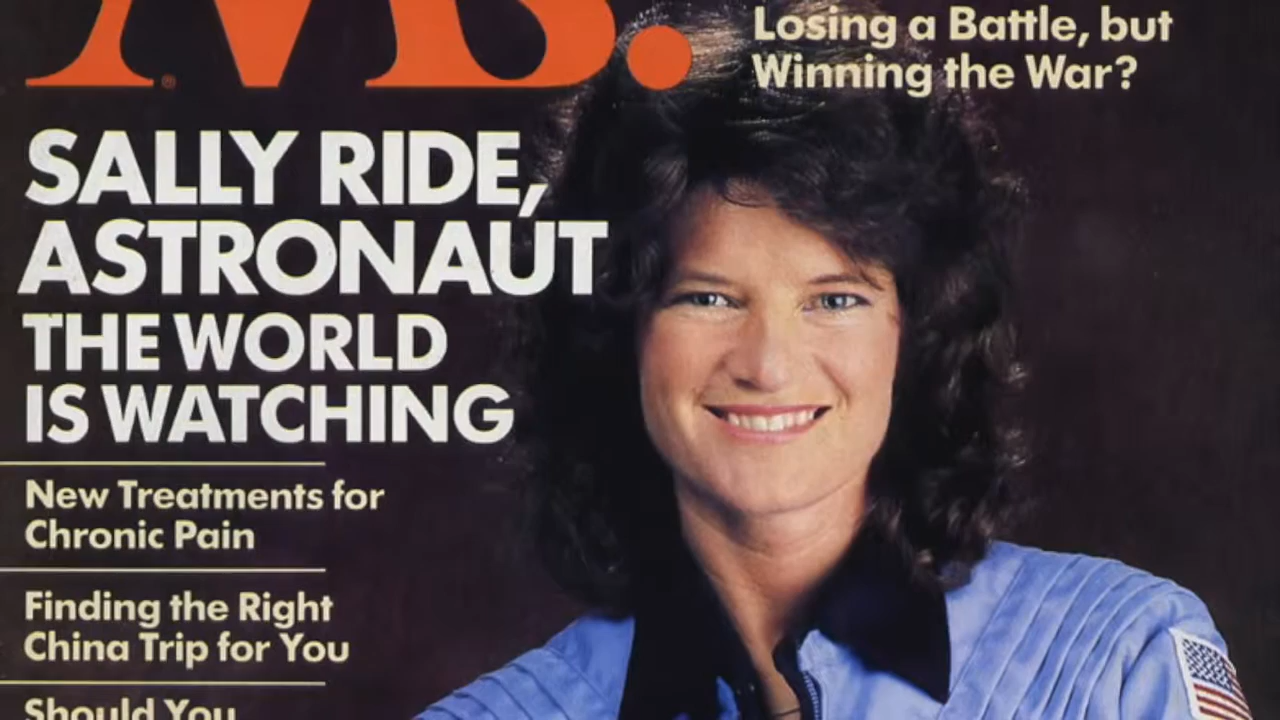 Ms.®
Losing a Battle, but
Winning the War?
SALLY RIDE,
ASTRONAUT
THE WORLD
IS WATCHING
New Treatments for
Chronic Pain
Finding the Right
China Trip for You
Should You